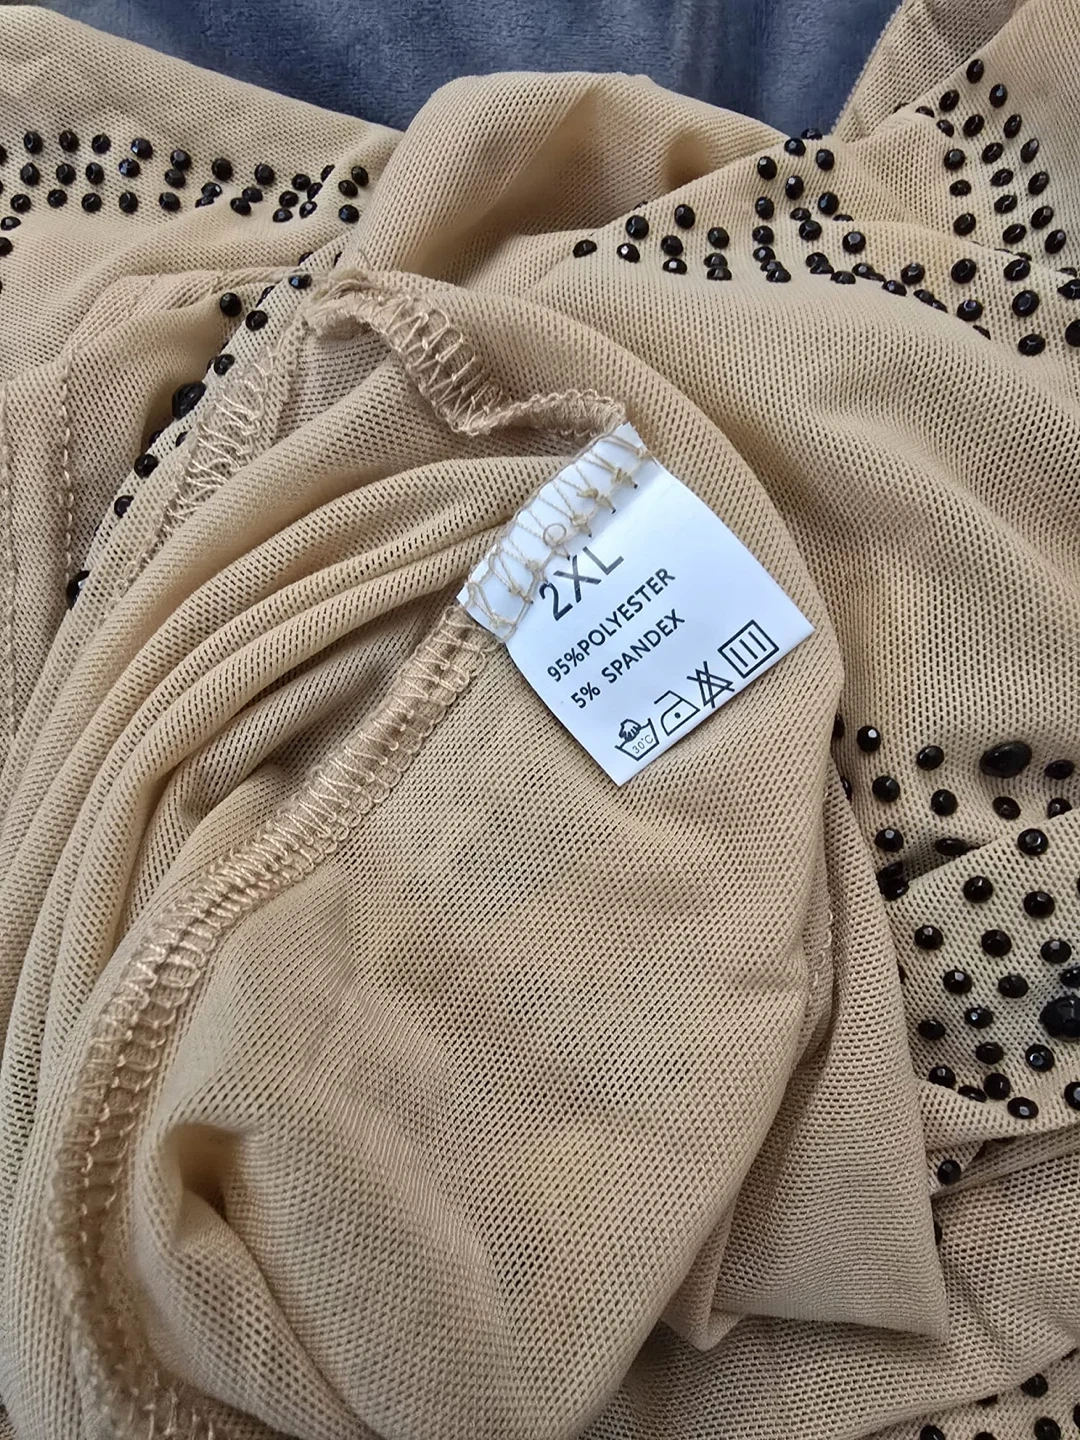 2XL
95%POLYESTER
5% SPANDEX
30°C